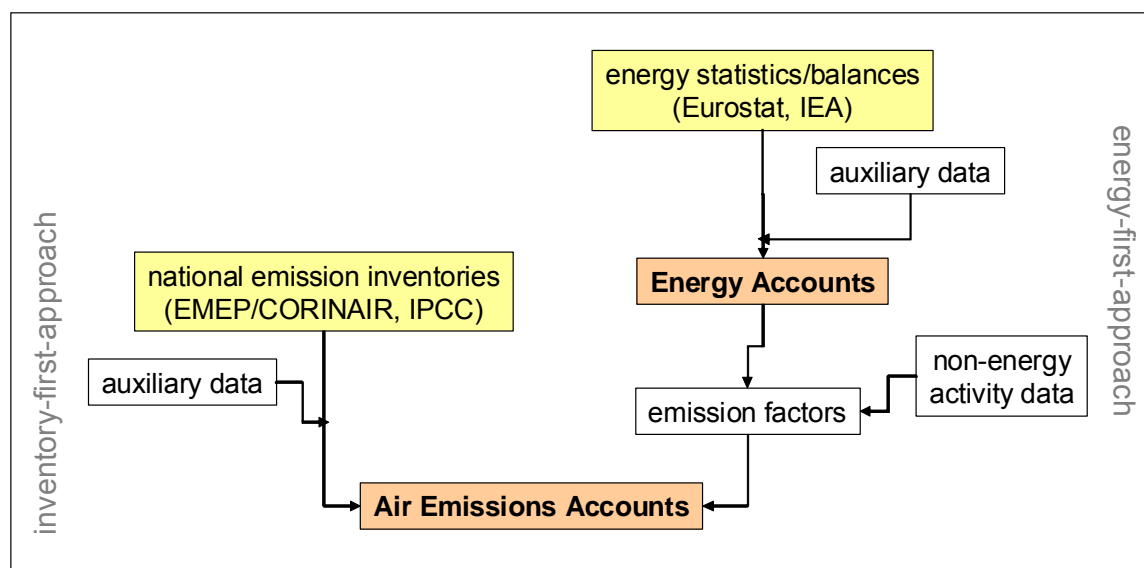 energy statistics/balances
(Eurostat, IEA)
auxiliary data
energy-first-approach
inventory-first-approach
national emission inventories
(EMEP/CORINAIR, IPCC)
Energy Accounts
auxiliary data
non-energy
activity data
emission factors
Air Emissions Accounts